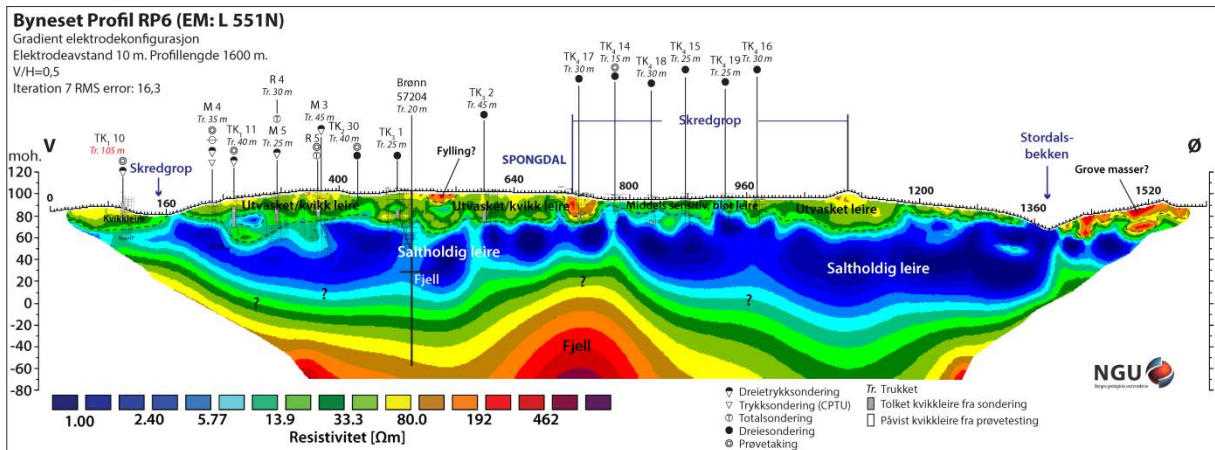 Byneset Profil RP6 (EM: L 551N)
Gradient elektrodekonfigurasjon
Elektrodeavstand 10 m. Profillengde 1600 m.
V/H=0,5
Iteration 7 RMS error: 16,3
V
moh.
TK₁ 10
Tr. 105 m
Skredgrop
M 4
Tr. 35 m
TK₁ 11
Tr. 40 m
R 4
Tr. 30 m
M 5
Tr. 25 m
M 3
Tr. 45 m
R 5
TK₂ 30
Tr. 40 m
TK₃ 1
Tr. 25 m
Brønn
57204
Tr. 20 m
TK₃ 2
Tr. 45 m
Fylling?
SPONGDAL
TK₄ 17
Tr. 30 m
TK₄ 14
Tr. 15 m
TK₄ 18
Tr. 30 m
TK₄ 15
Tr. 25 m
TK₄ 19
Tr. 25 m
TK₄ 16
Tr. 30 m
Skredgrop
Stordals-
bekken
Grove masser?
Ø
0
160
400
640
800
960
1200
1360
1520
120
100
80
60
40
20
0
-20
-40
-60
-80
Kvikkleire
Utvasket/kvikk leire
Utvasket/kvikk leire
Middels sensitiv, bløt leire
Utvasket leire
Saltholdig leire
Saltholdig leire
Fjell
?
?
?
?
Fjell
1.00
2.40
5.77
13.9
33.3
80.0
192
462
Resistivitet [Ωm]
Dreietrykksondering
Trykksondering (CPTU)
Totalsondering
Dreiesondering
Prøvetaking
Tr. Trukket
Tolket kvikkleire fra sondering
Påvist kvikkleire fra prøvetesting
NGU